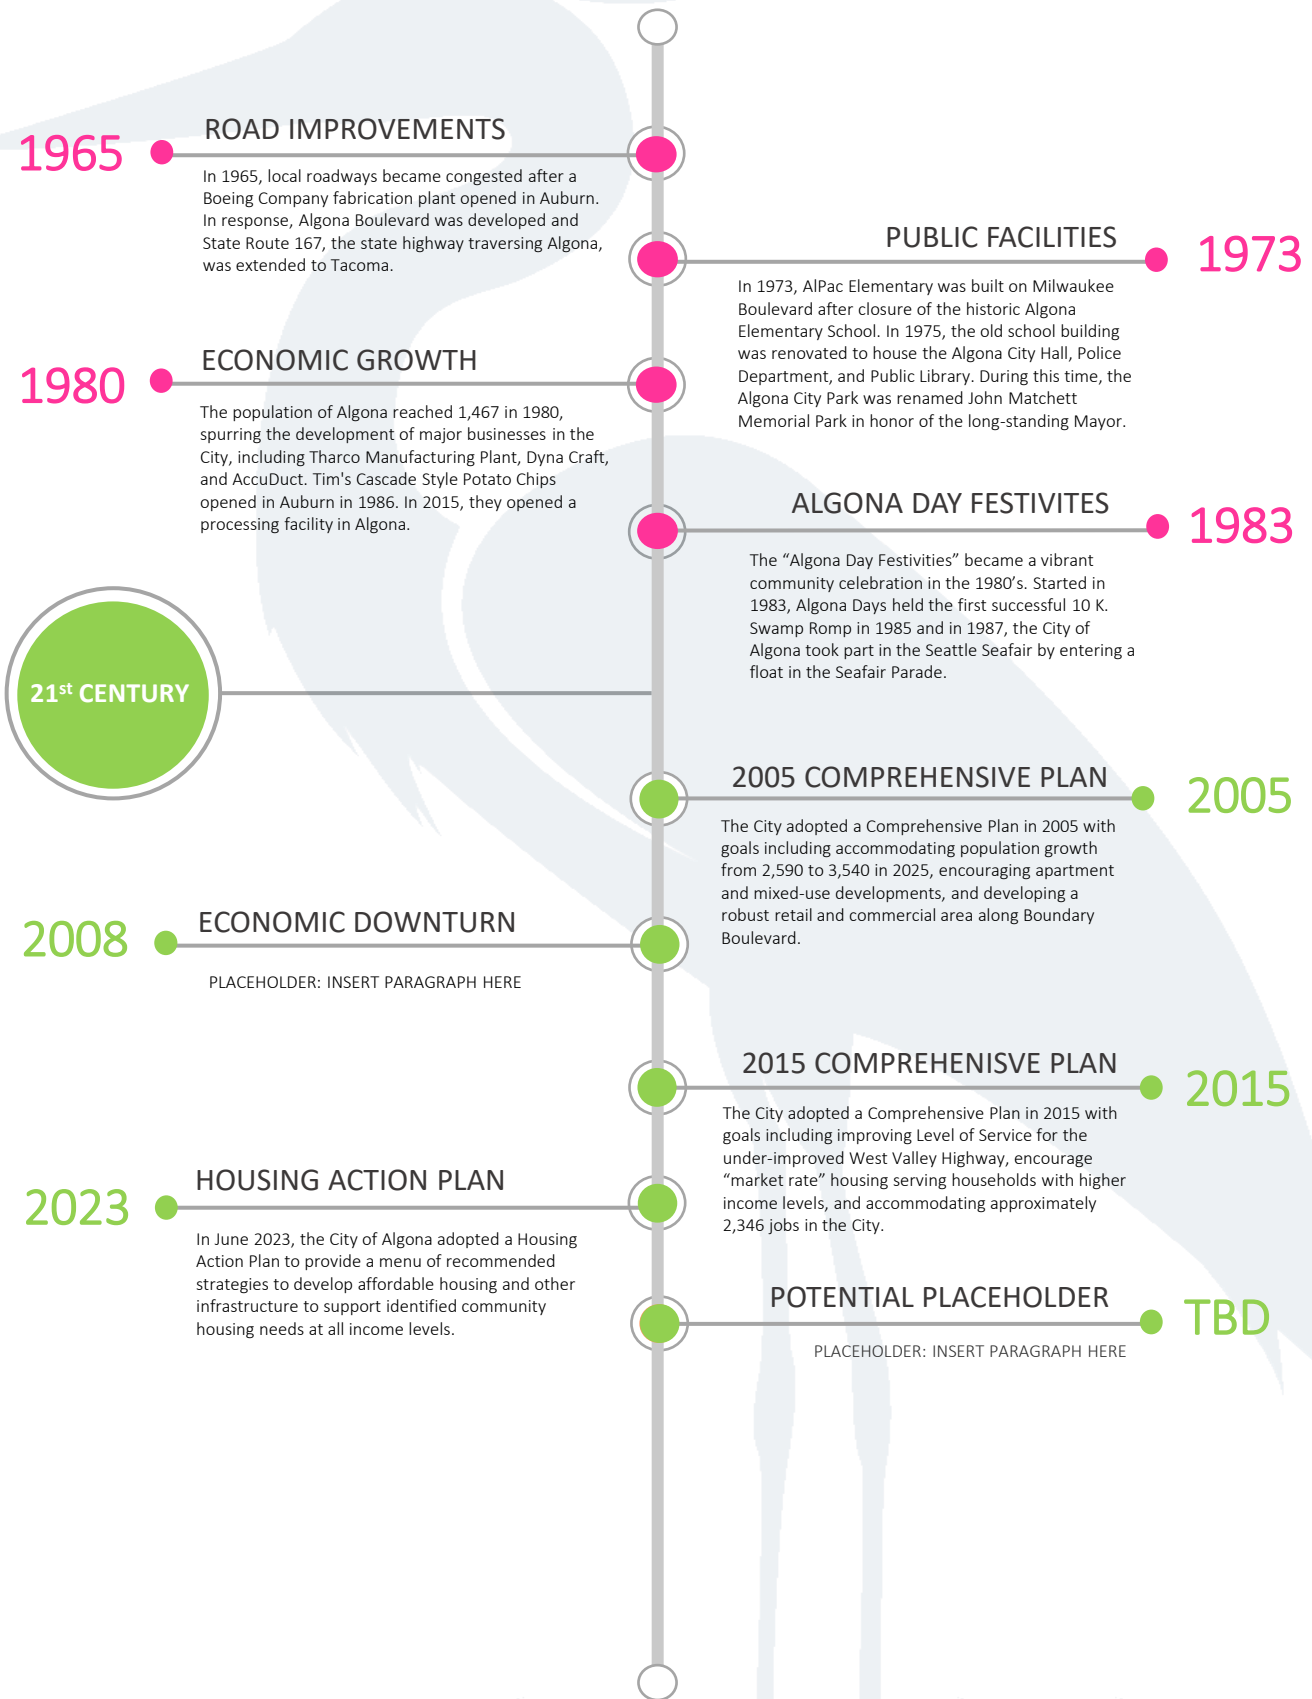 ROAD IMPROVEMENTS
1965
In 1965, local roadways became congested after a
Boeing Company fabrication plant opened in Auburn.
In response, Algona Boulevard was developed and
State Route 167, the state highway traversing Algona,
was extended to Tacoma.
PUBLIC FACILITIES
1973
In 1973, AlPac Elementary was built on Milwaukee
Boulevard after closure of the historic Algona
Elementary School. In 1975, the old school building
was renovated to house the Algona City Hall, Police
Department, and Public Library. During this time, the
Algona City Park was renamed John Matchett
Memorial Park in honor of the long-standing Mayor.
ECONOMIC GROWTH
1980
The population of Algona reached 1,467 in 1980,
spurring the development of major businesses in the
City, including Tharco Manufacturing Plant, Dyna Craft,
and AccuDuct. Tim's Cascade Style Potato Chips
opened in Auburn in 1986. In 2015, they opened a
processing facility in Algona.
ALGONA DAY FESTIVITES
1983
The “Algona Day Festivities” became a vibrant
community celebration in the 1980’s. Started in
1983, Algona Days held the first successful 10 K.
Swamp Romp in 1985 and in 1987, the City of
Algona took part in the Seattle Seafair by entering a
float in the Seafair Parade.
21st CENTURY
2005 COMPREHENSIVE PLAN
2005
The City adopted a Comprehensive Plan in 2005 with
goals including accommodating population growth
from 2,590 to 3,540 in 2025, encouraging apartment
and mixed-use developments, and developing a
robust retail and commercial area along Boundary
Boulevard.
ECONOMIC DOWNTURN
2008
PLACEHOLDER: INSERT PARAGRAPH HERE
2015 COMPREHENISVE PLAN
2015
The City adopted a Comprehensive Plan in 2015 with
goals including improving Level of Service for the
under-improved West Valley Highway, encourage
“market rate” housing serving households with higher
income levels, and accommodating approximately
2,346 jobs in the City.
HOUSING ACTION PLAN
2023
In June 2023, the City of Algona adopted a Housing
Action Plan to provide a menu of recommended
strategies to develop affordable housing and other
infrastructure to support identified community
housing needs at all income levels.
POTENTIAL PLACEHOLDER
TBD
PLACEHOLDER: INSERT PARAGRAPH HERE